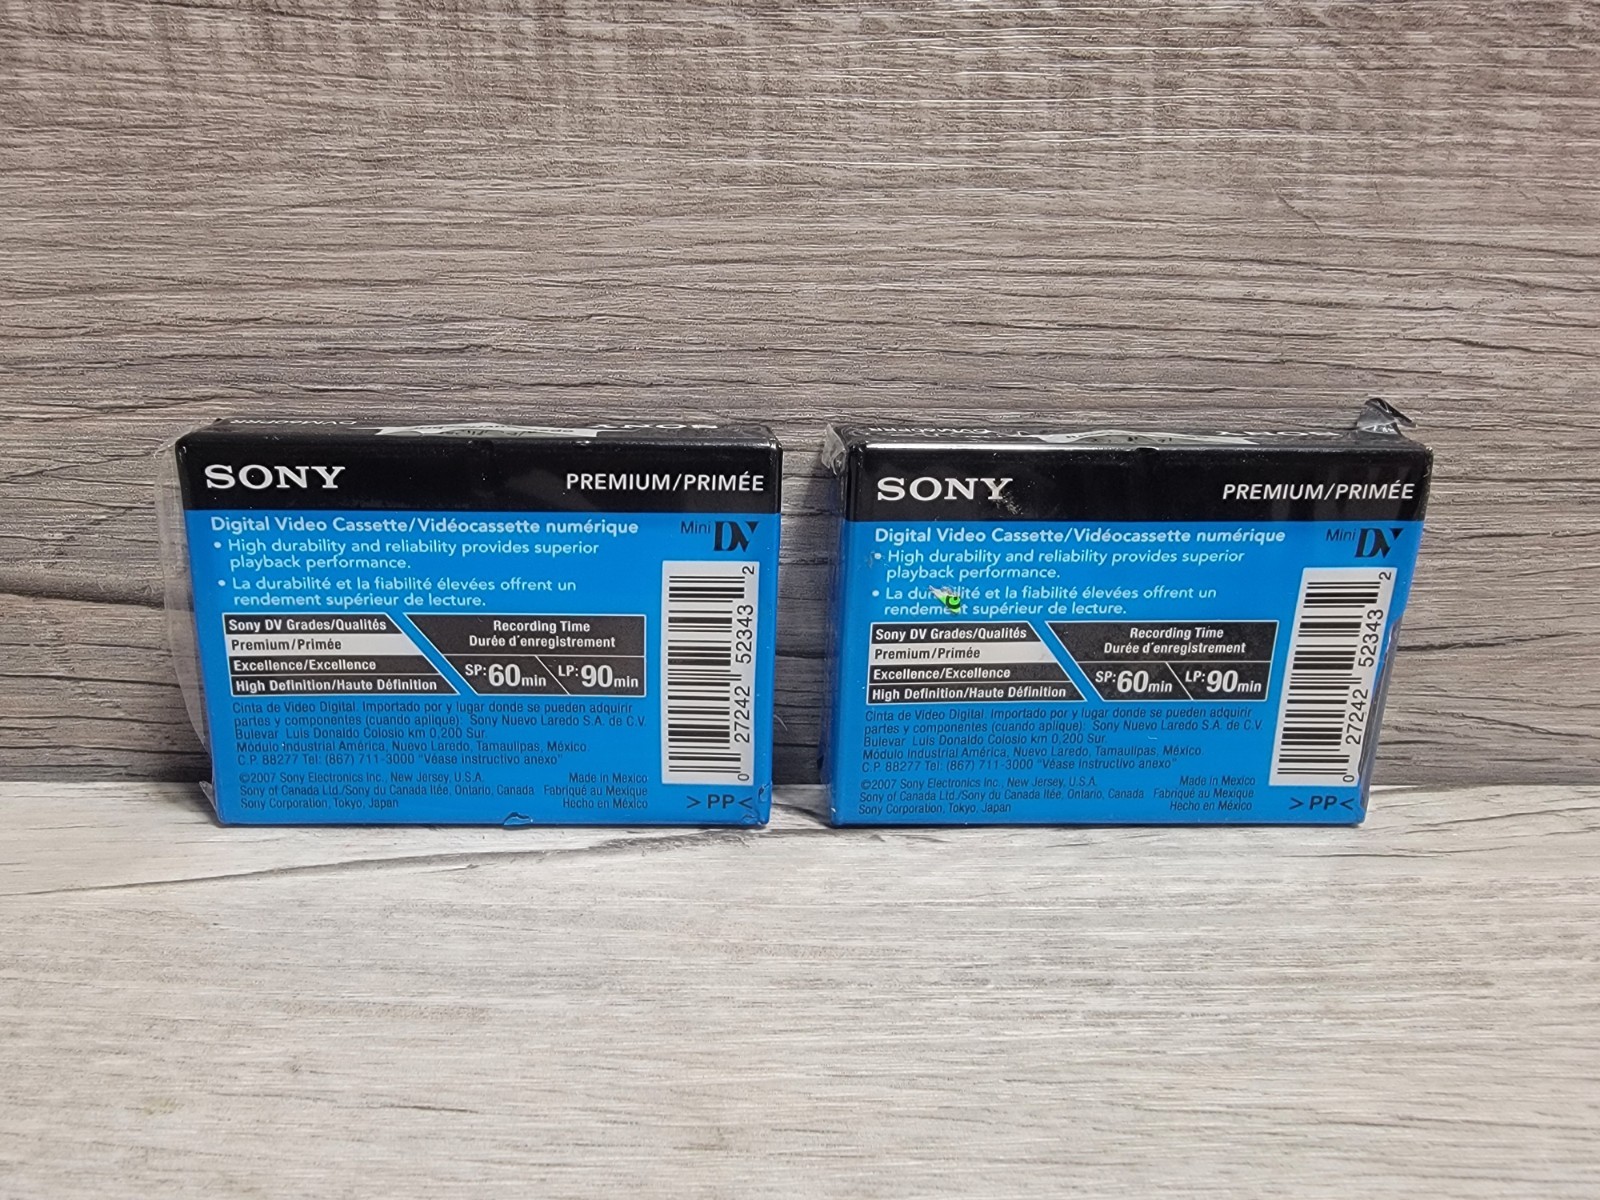 SONY
PREMIUM/PRIMÉE
Digital Video Cassette/Vidéocassette numérique
Mini DV
• High durability and reliability provides superior
playback performance.
• La durabilité et la fiabilité élevées offrent un
rendement supérieur de lecture.
Sony DV Grades/Qualités
Premium/Primée
Excellence/Excellence
High Definition/Haute Définition
Recording Time
Durée d'enregistrement
SP:60min LP:90min
Cinta de Video Digital. Importado por y lugar donde se pueden adquirir
partes y componentes (cuando aplique): Sony Nuevo Laredo S.A. de C.V.
Bulevar Luis Donaldo Colosio km 0,200 Sur.
Módulo Industrial América, Nuevo Laredo, Tamaulipas, México
C.P. 88277 Tel: (867) 711-3000 "Véase instructivo anexo"
©2007 Sony Electronics Inc., New Jersey, U.S.A.
Sony of Canada Ltd./Sony du Canada ltée, Ontario, Canada
Sony Corporation, Tokyo, Japan
Made in Mexico
Fabriqué au Mexique
Hecho en México
0 27242 52343 2
> PP <
SONY
PREMIUM/PRIMÉE
Digital Video Cassette/Vidéocassette numérique
Mini DV
• High durability and reliability provides superior
playback performance.
• La et la fiabilité élevées offrent un
supérieur de lecture.
Sony DV Grades/Qualités
Premium/Primée
Excellence/Excellence
High Definition/Haute Définition
Recording Time
Durée d'enregistrement
SP:60min LP:90min
Cinta de Video Digital. Importado por y lugar donde se pueden adquirir
partes y componentes (cuando aplique): Sony Nuevo Laredo S.A. de C.V.
Bulevar Luis Donaldo Colosio km 0,200 Sur.
Módulo Industrial América, Nuevo Laredo, Tamaulipas, México
C.P. 88277 Tel: (867) 711-3000 "Véase instructivo anexo"
©2007 Sony Electronics Inc., New Jersey, U.S.A.
Sony of Canada Ltd./Sony du Canada ltée, Ontario, Canada
Sony Corporation, Tokyo, Japan
Made in Mexico
Fabriqué au Mexique
Hecho en México
0 27242 52343 2
> PP <